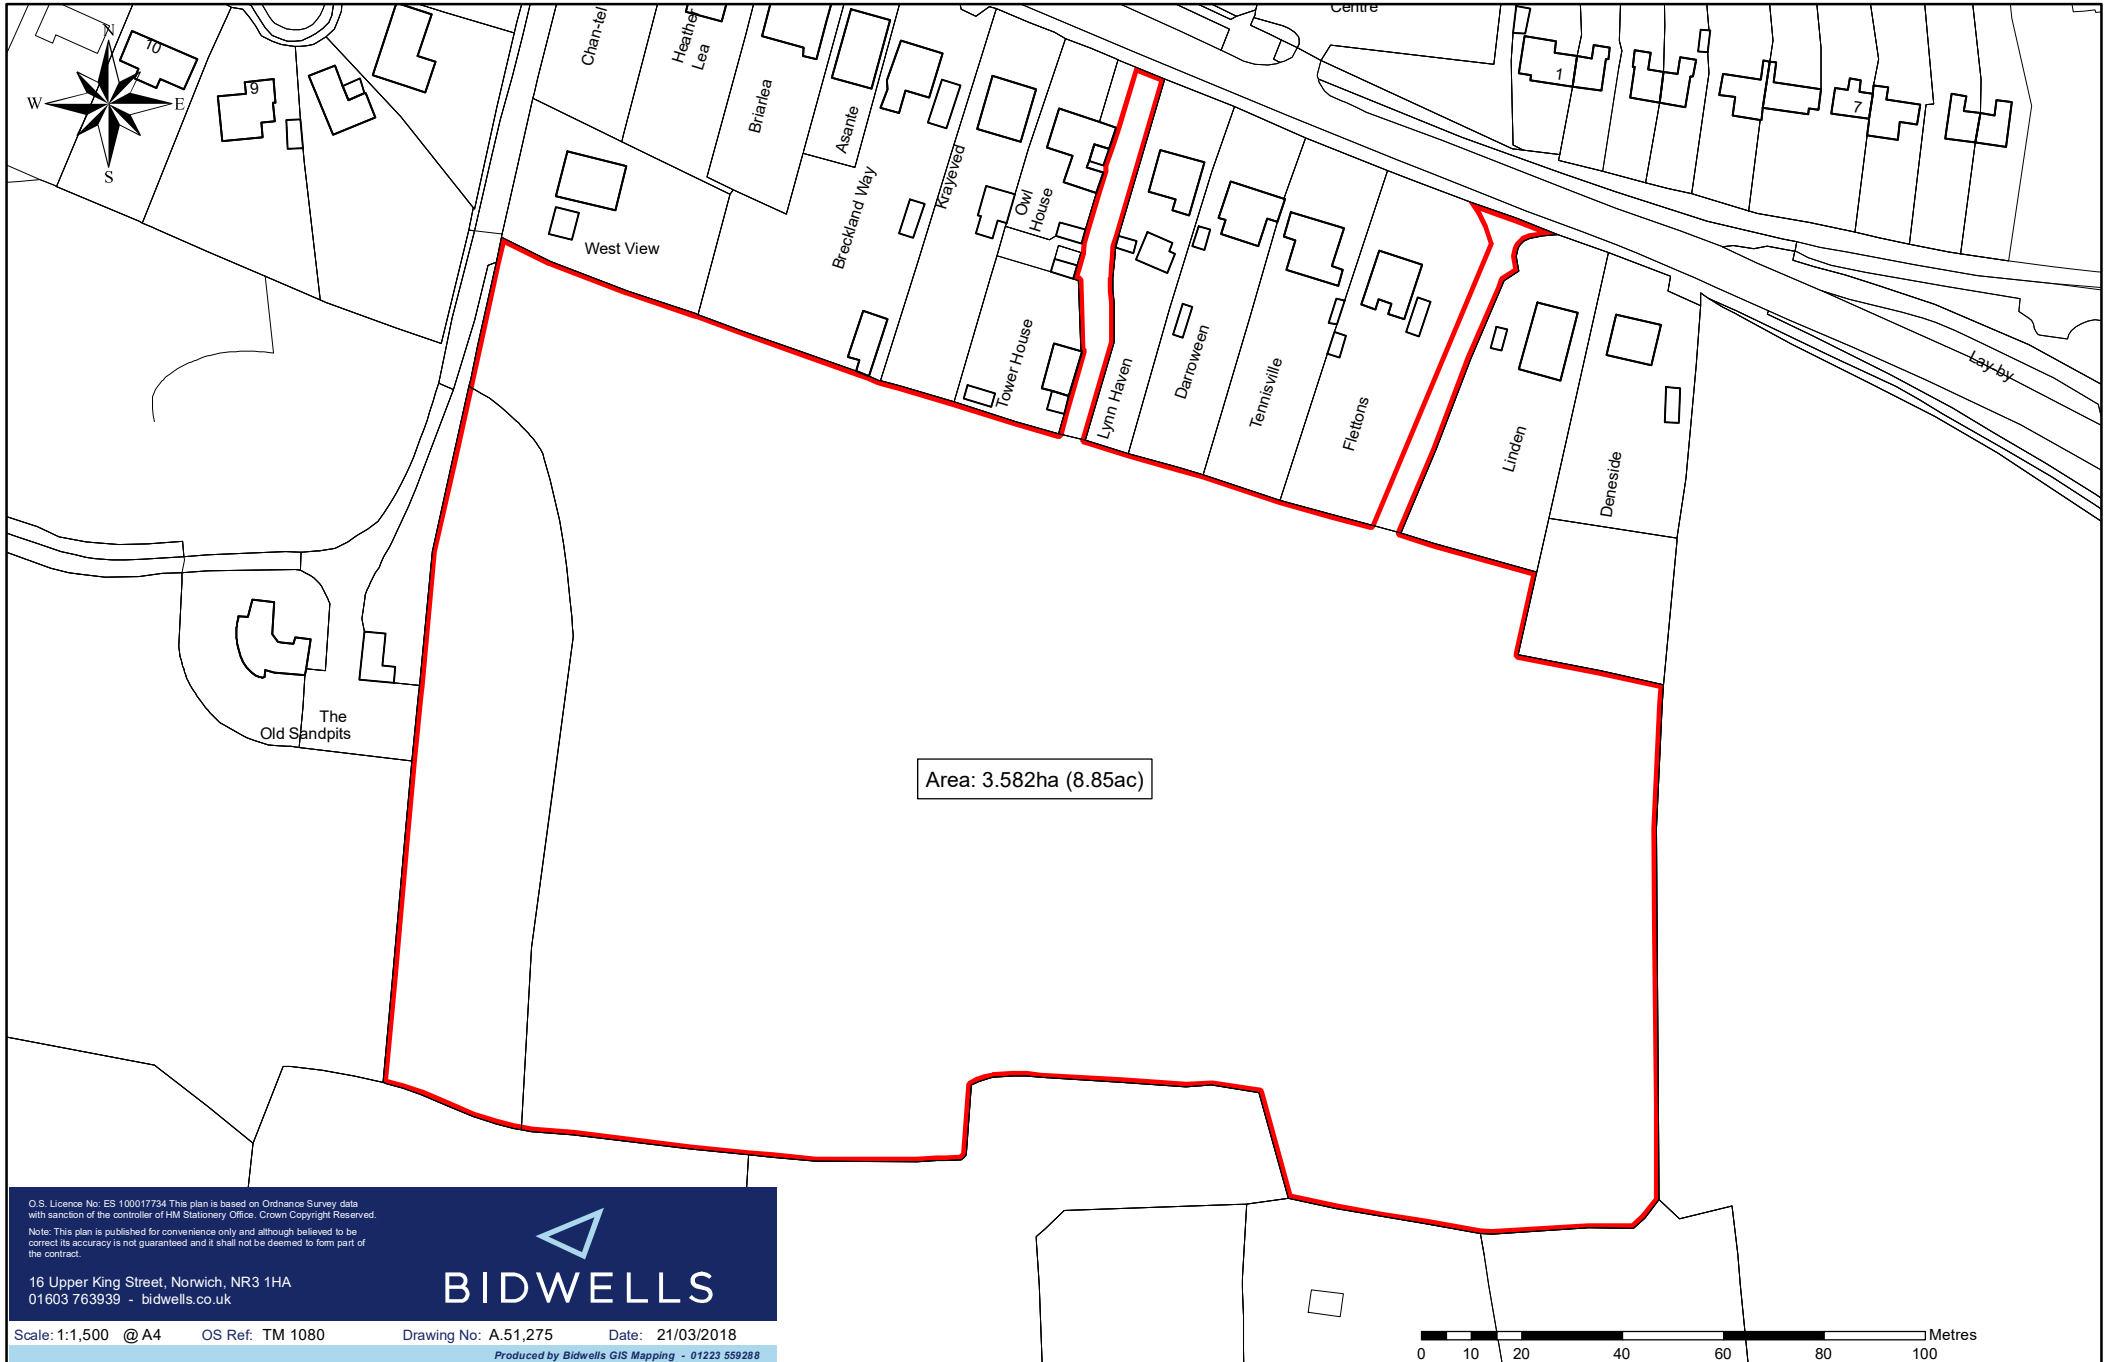 Centre
Chan-tel
Heather
Lea
Briarlea
Asante
Breckland Way
Krayeved
Owl
House
Tower House
Lynn Haven
Darroween
Tennisville
Flettons
Linden
Deneside
West View
10
9
1
7
N
W
E
S
Lay-by
The
Old Sandpits
Area: 3.582ha (8.85ac)
O.S. Licence No: ES 100017734 This plan is based on Ordnance Survey data
with sanction of the controller of HM Stationery Office. Crown Copyright Reserved.
Note: This plan is published for convenience only and although believed to be
correct its accuracy is not guaranteed and it shall not be deemed to form part of
the contract.
16 Upper King Street, Norwich, NR3 1HA
01603 763939 - bidwells.co.uk
BIDWELLS
Scale: 1:1,500 @A4 OS Ref: TM 1080 Drawing No: A.51,275 Date: 21/03/2018
Produced by Bidwells GIS Mapping - 01223 559288
Metres
0 10 20 40 60 80 100